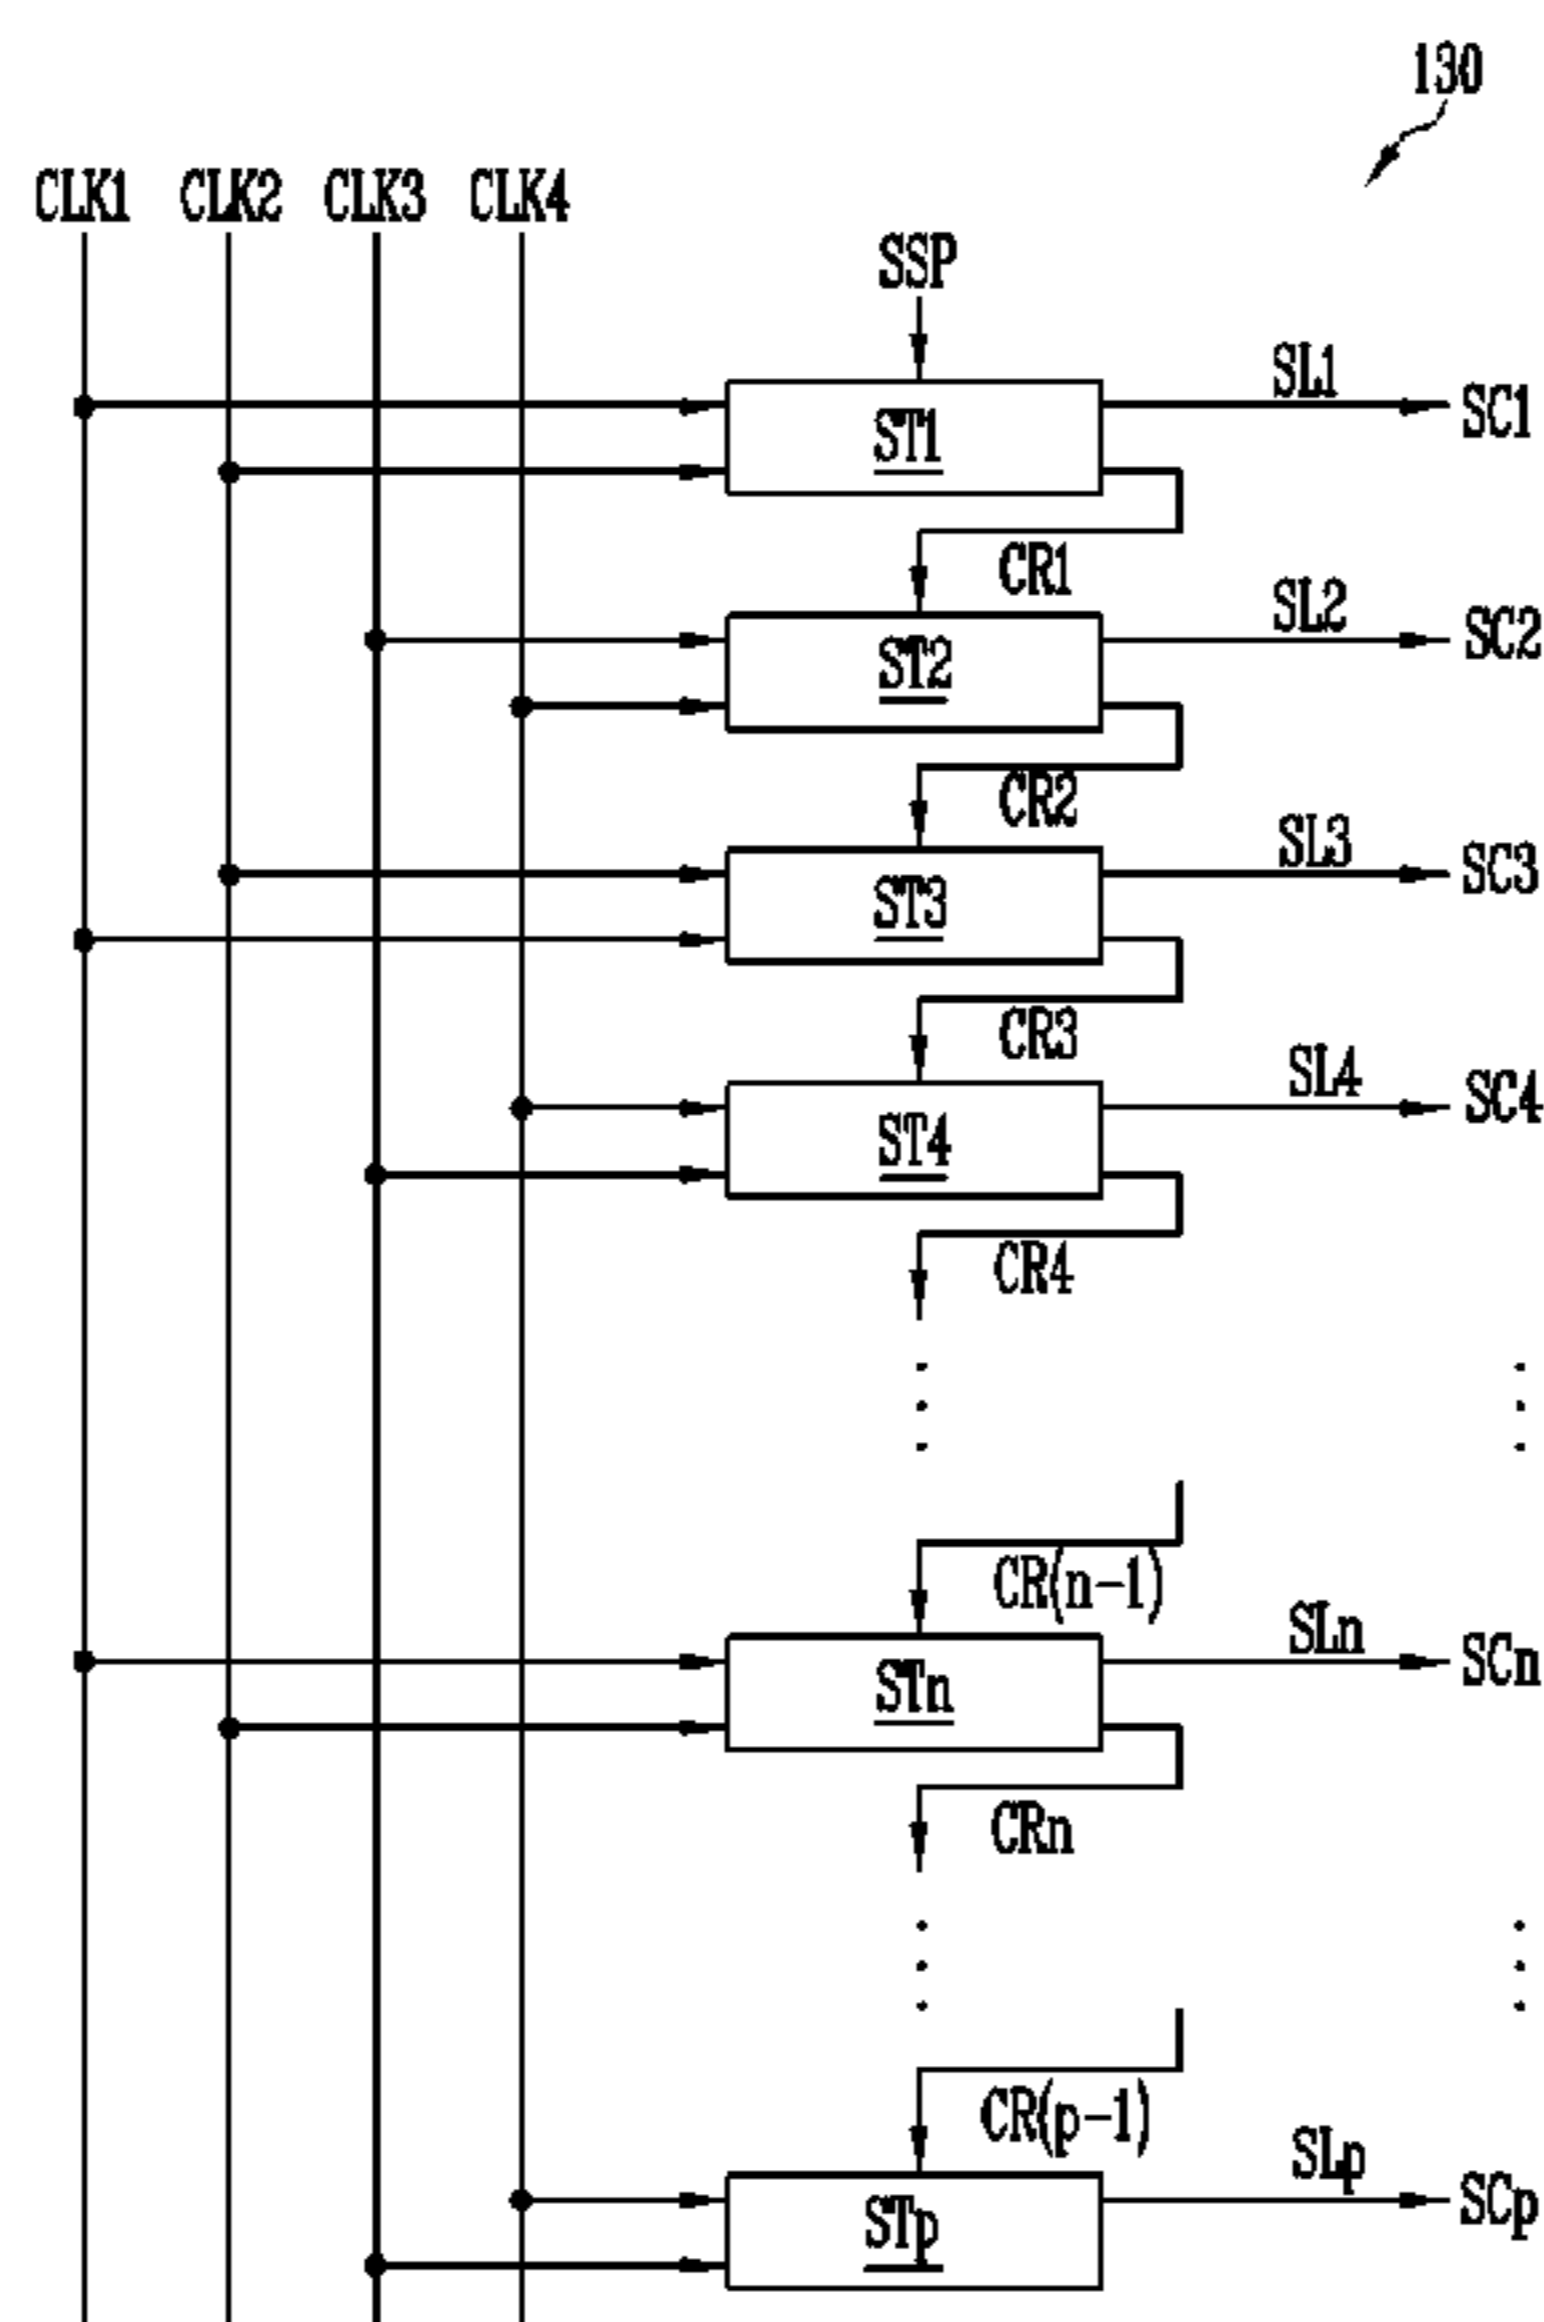 130
CLK1 CLK2 CLK3 CLK4
SSP
SL1
SC1
ST1
CR1
SL2
SC2
ST2
CR2
SL3
SC3
ST3
CR3
SL4
SC4
ST4
CR4
CR(n-1)
SLn
SCn
STn
CRn
CR(p-1)
SLp
SCp
STp